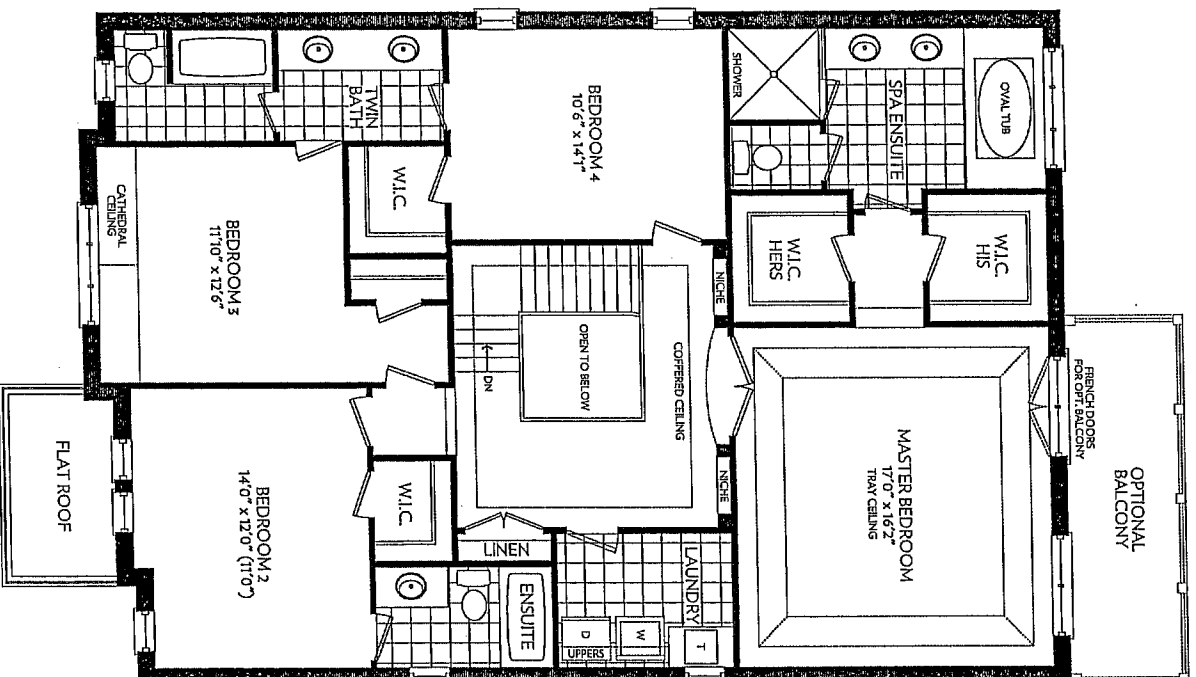 OVAL TUB
SPA ENSUITE
SHOWER
W.I.C.
HIS
W.I.C.
HERS
BEDROOM 4
10'6" x 14'1"
TWIN
BATH
W.I.C.
CATHEDRAL
CEILING
BEDROOM 3
11'10" x 12'6"
NICHE
OPEN TO BELOW
COFFERED CEILING
DN
NICHE
FRENCH DOORS
FOR OPT. BALCONY
OPTIONAL
BALCONY
MASTER BEDROOM
17'0" x 16'2"
TRAY CEILING
FLAT ROOF
BEDROOM 2
14'0" x 12'0" (11'0")
W.I.C.
LINEN
LAUNDRY
ENSUITE
D
W
T
UPPERS